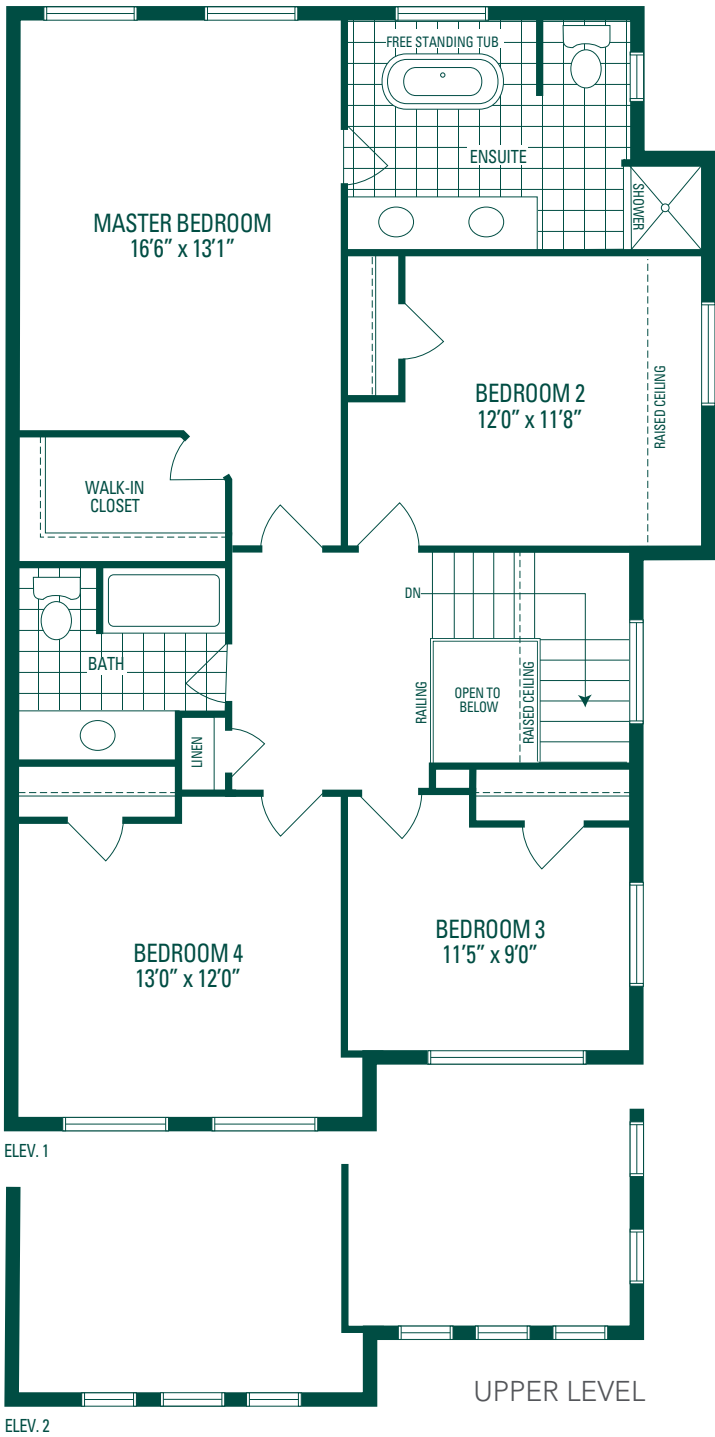 FREE STANDING TUB
ENSUITE
SHOWER
MASTER BEDROOM
16'6” x 13'1”
BEDROOM 2
12'0” x 11'8”
RAISED CEILING
WALK-IN
CLOSET
DN
BATH
RAILING
OPEN TO
BELOW
RAISED CEILING
LINEN
BEDROOM 3
11'5” x 9'0”
BEDROOM 4
13'0” x 12'0”
ELEV. 1
UPPER LEVEL
ELEV. 2